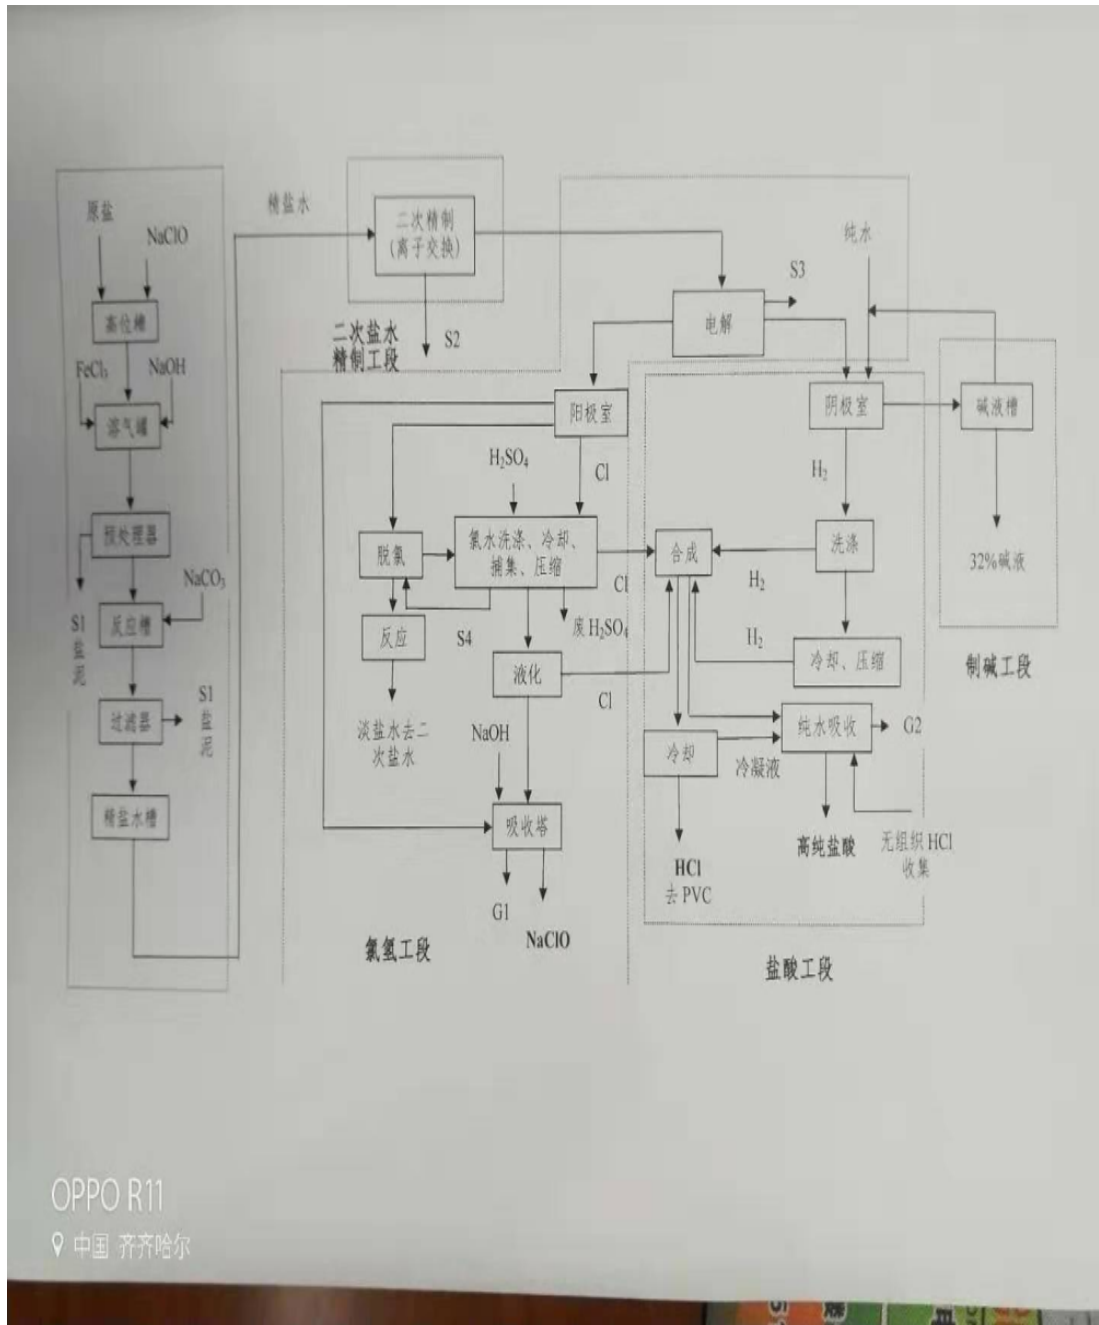 原盐
NaClO
高位槽
FeCl₃
NaOH
溶气罐
预处理器
S1
盐
泥
NaCO₃
反应槽
过滤器
S1
盐
泥
精盐水槽
精盐水
二次精制
(离子交换)
二次盐水
精制工段
S2
电解
S3
纯水
阳极室
阴极室
碱液槽
32%碱液
制碱工段
H₂SO₄
Cl
脱氯
氯水洗涤、冷却、
捕集、压缩
Cl
废H₂SO₄
反应
S4
淡盐水去二
次盐水
液化
Cl
NaOH
吸收塔
G1
NaClO
氯氢工段
H₂
合成
洗涤
H₂
H₂
冷却、压缩
冷却
冷凝液
纯水吸收
G2
HCl
去PVC
高纯盐酸
无组织HCl
收集
盐酸工段
OPPO R11
中国 齐齐哈尔